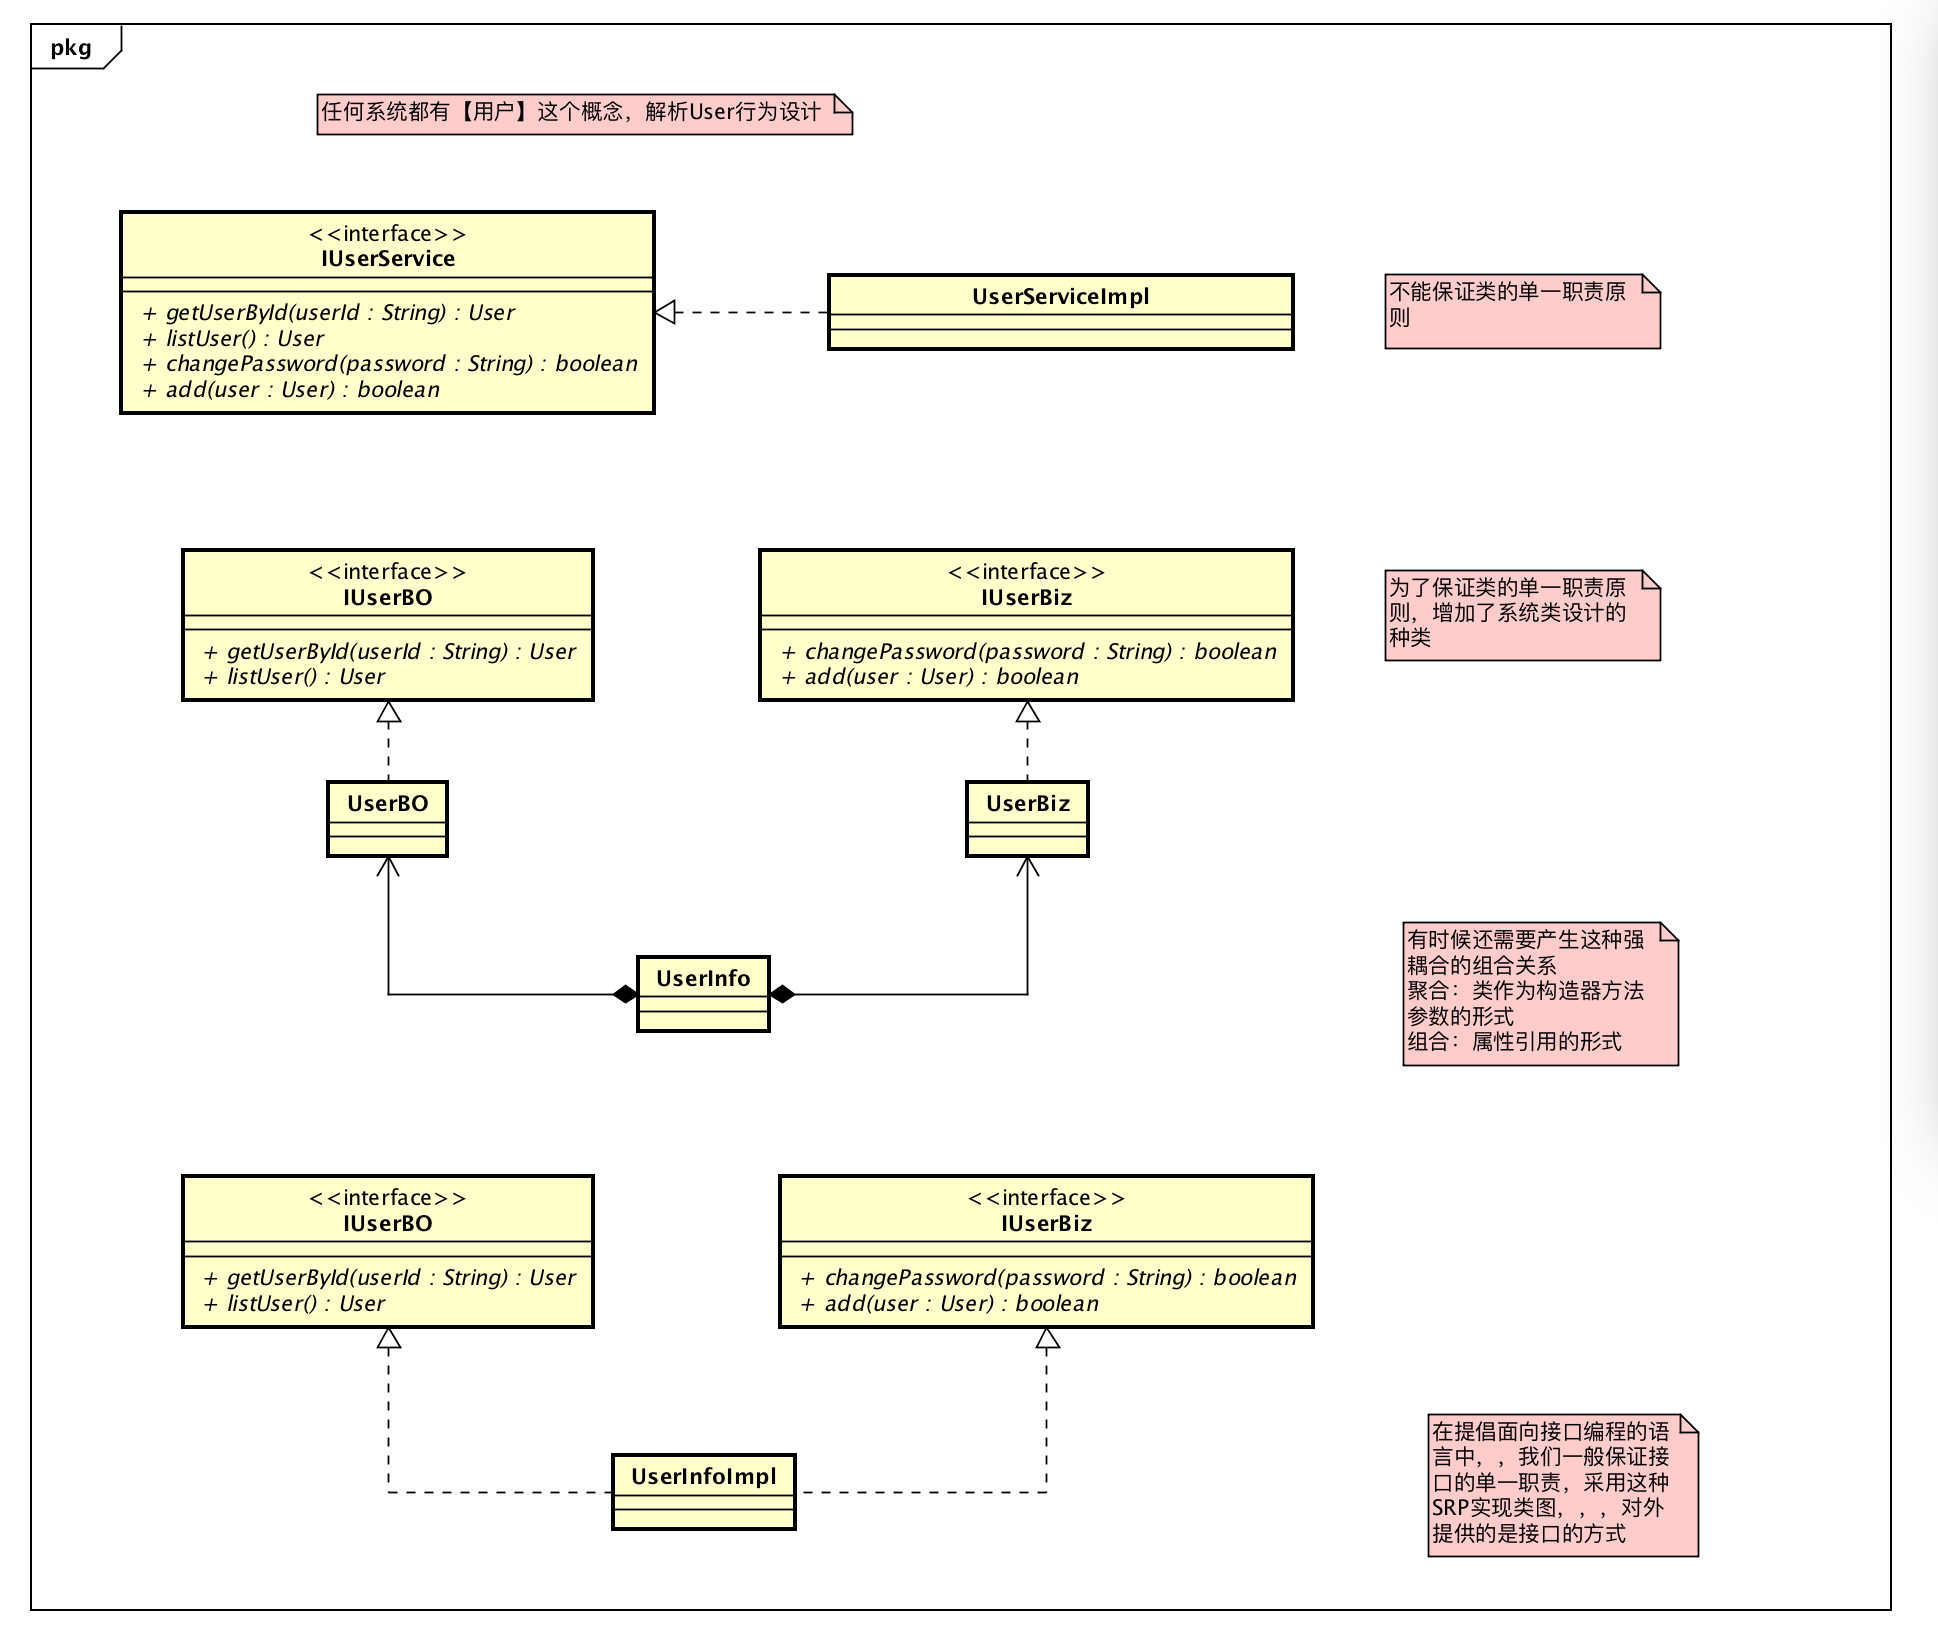 pkg
任何系统都有【用户】这个概念，解析User行为设计
<<interface>>
IUserService
+ getUserById(userId : String) : User
+ listUser() : User
+ changePassword(password : String) : boolean
+ add(user : User) : boolean
UserServiceImpl
不能保证类的单一职责原
则
<<interface>>
IUserBO
+ getUserById(userId : String) : User
+ listUser() : User
<<interface>>
IUserBiz
+ changePassword(password : String) : boolean
+ add(user : User) : boolean
为了保证类的单一职责原
则，增加了系统类设计的
种类
UserBO
UserBiz
UserInfo
有时候还需要产生这种强
耦合的组合关系
聚合：类作为构造器方法
参数的形式
组合：属性引用的形式
<<interface>>
IUserBO
+ getUserById(userId : String) : User
+ listUser() : User
<<interface>>
IUserBiz
+ changePassword(password : String) : boolean
+ add(user : User) : boolean
UserInfoImpl
在提倡面向接口编程的语
言中，，我们一般保证接
口的单一职责，采用这种
SRP实现类图，，，对外
提供的是接口的方式